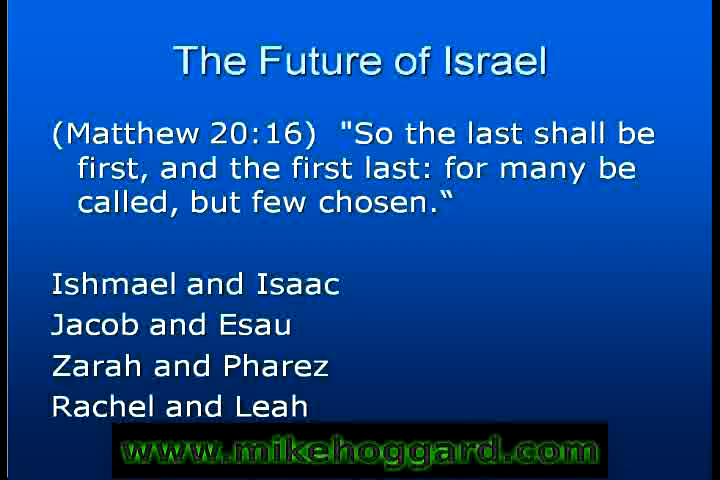 The Future of Israel
(Matthew 20:16)  "So the last shall be
first, and the first last: for many be
called, but few chosen.“
Ishmael and Isaac
Jacob and Esau
Zarah and Pharez
Rachel and Leah
www.mikehoggard.com